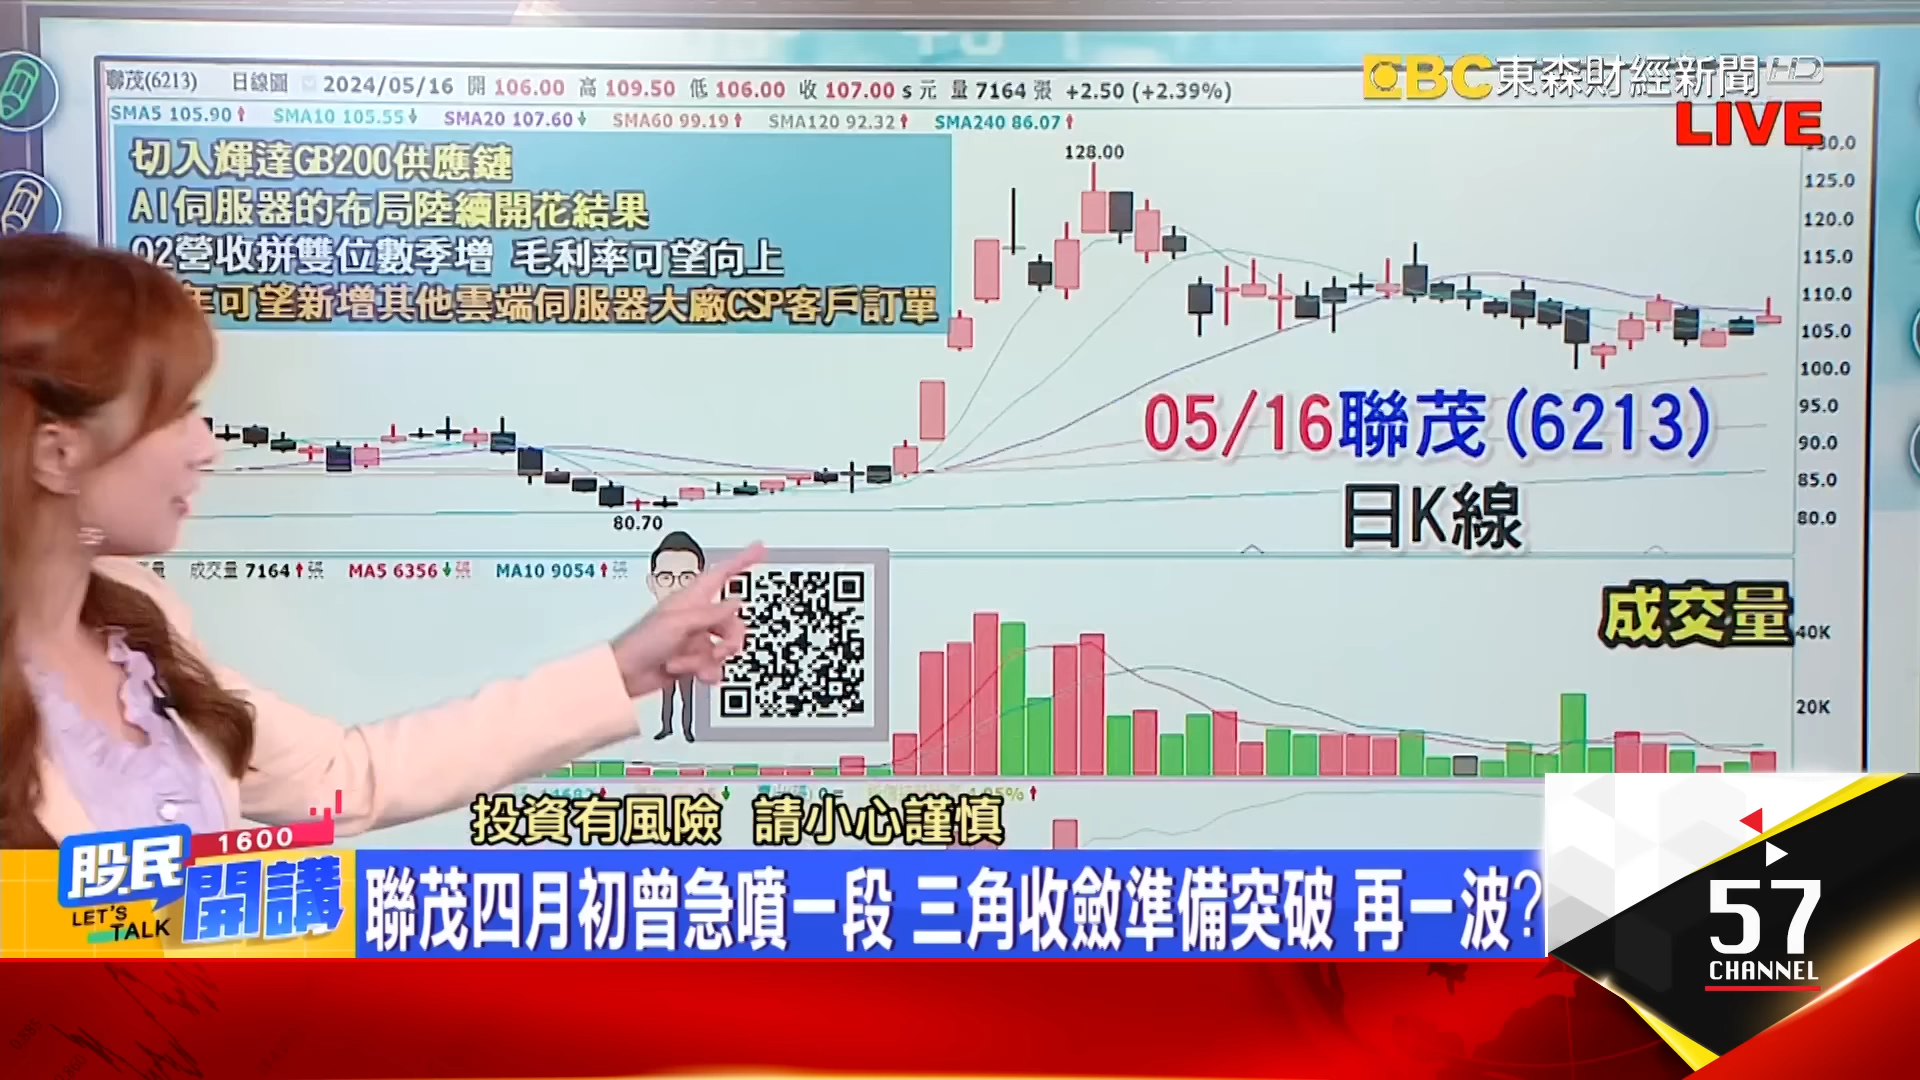 聯茂(6213) 日線圖 2024/05/16 開 106.00 高 109.50 低 106.00 收 107.00 s 元 量 7164 張 +2.50 (+2.39%)
EBC 東森財經新聞 HD
LIVE
SMA5 105.90↑ SMA10 105.55↓ SMA20 107.60↓ SMA60 99.19↑ SMA120 92.32↑ SMA240 86.07↑
切入輝達GB200供應鏈
AI伺服器的布局陸續開花結果
Q2營收拼雙位數季增 毛利率可望向上
年可望新增其他雲端伺服器大廠CSP客戶訂單
128.00
80.70
130.0
125.0
120.0
115.0
110.0
105.0
100.0
95.0
90.0
85.0
80.0
05/16聯茂(6213)
日K線
量 成交量 7164↑張 MA5 6356↓張 MA10 9054↑張
成交量
40K
20K
投資有風險 請小心謹慎
1600
股民
開講
LET'S
TALK
聯茂四月初曾急噴一段 三角收斂準備突破 再一波?
57
CHANNEL